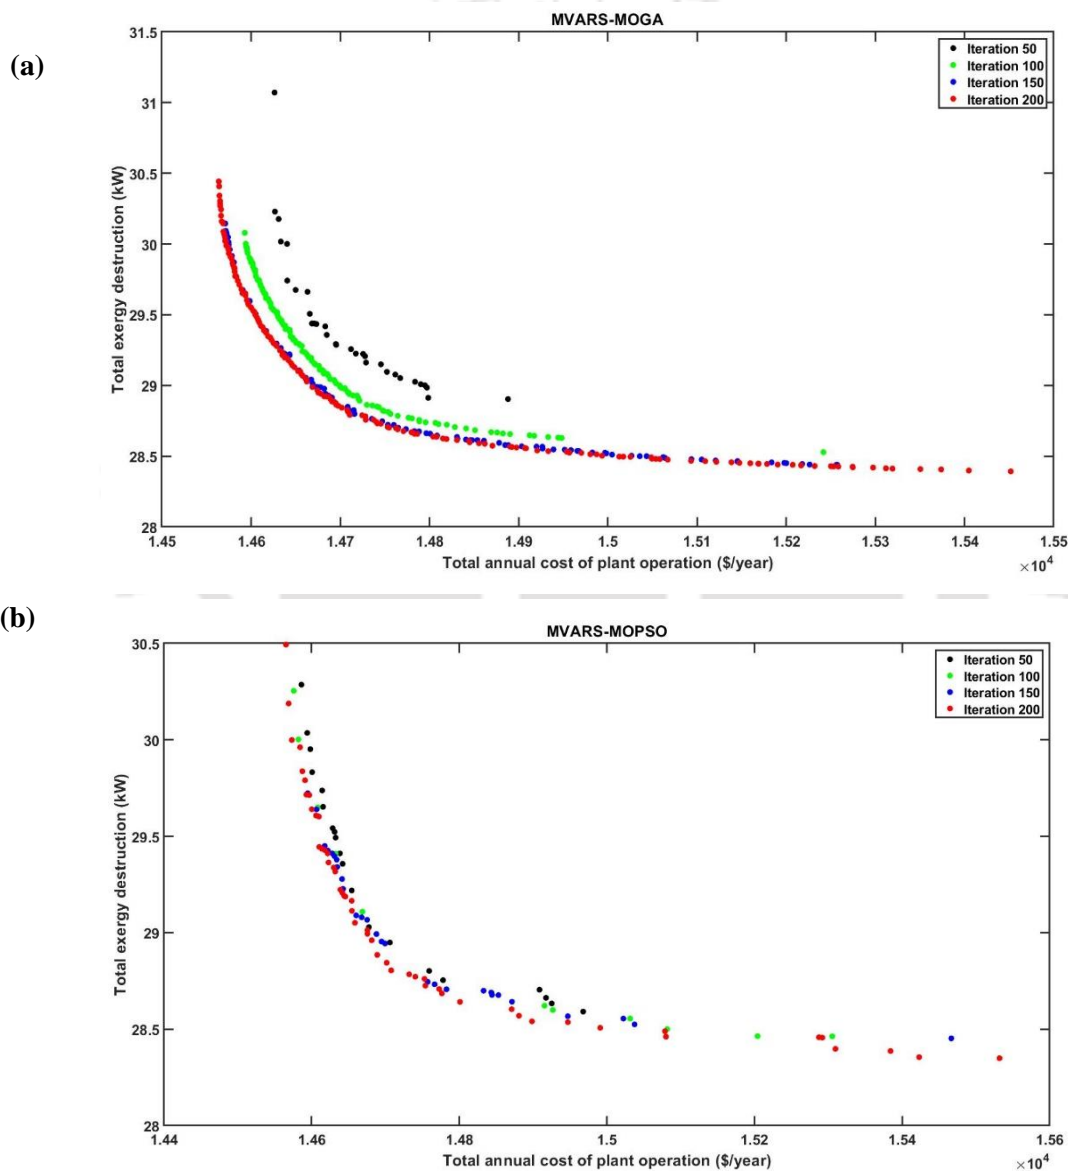 MVARS-MOGA
(a)
31.5
31
30.5
30
29.5
29
28.5
28
Total exergy destruction (kW)
Iteration 50
Iteration 100
Iteration 150
Iteration 200
1.45 1.46 1.47 1.48 1.49 1.5 1.51 1.52 1.53 1.54 1.55
Total annual cost of plant operation ($/year)
×10⁴
(b)
MVARS-MOPSO
30.5
30
29.5
29
28.5
28
Total exergy destruction (kW)
Iteration 50
Iteration 100
Iteration 150
Iteration 200
1.44 1.46 1.48 1.5 1.52 1.54 1.56
Total annual cost of plant operation ($/year)
×10⁴